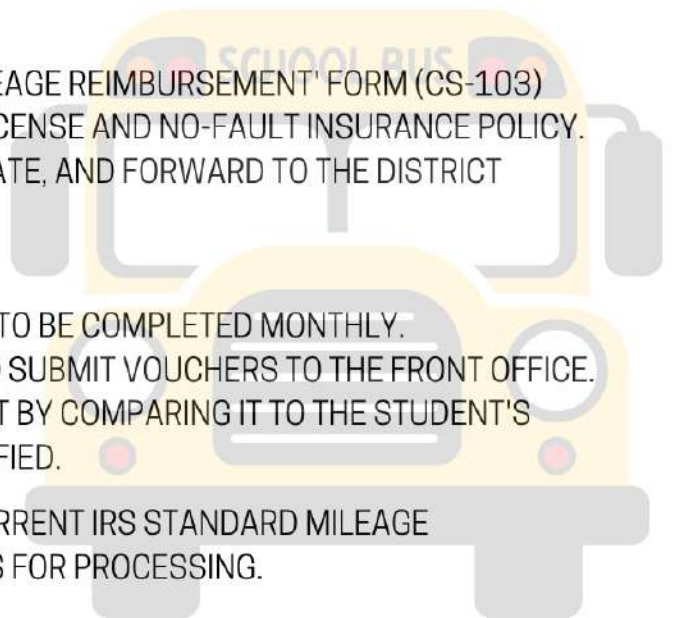 SCHOOL BUS
EAGE REIMBURSEMENT' FORM (CS-103)
CENSE AND NO-FAULT INSURANCE POLICY.
ATE, AND FORWARD TO THE DISTRICT
TO BE COMPLETED MONTHLY.
SUBMIT VOUCHERS TO THE FRONT OFFICE.
T BY COMPARING IT TO THE STUDENT'S
FIED.
RRENT IRS STANDARD MILEAGE
S FOR PROCESSING.